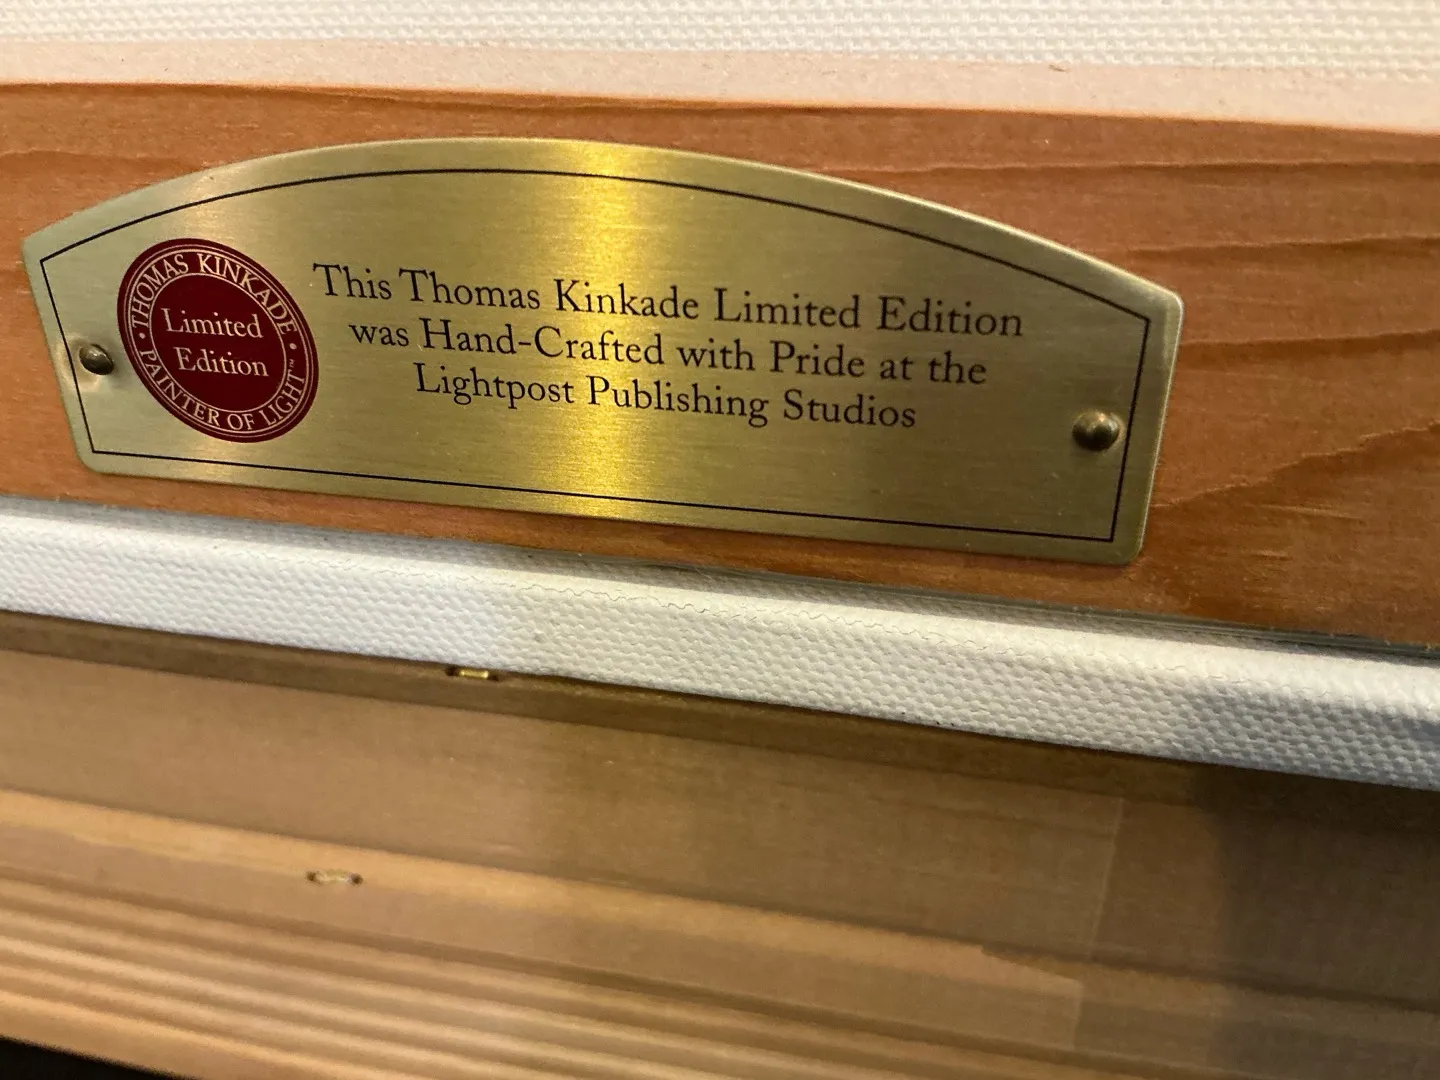 THOMAS KINKADE
Limited
Edition
PAINTER OF LIGHT™
This Thomas Kinkade Limited Edition
was Hand-Crafted with Pride at the
Lightpost Publishing Studios